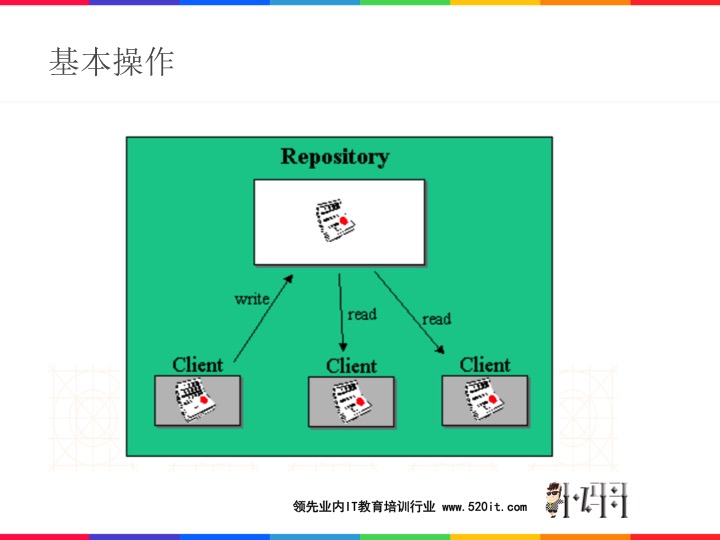 基本操作
Repository
write
read
read
Client
Client
Client
领先业内IT教育培训行业 www.520it.com
小码哥